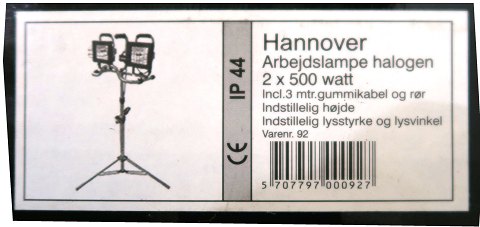 IP 44
CE
Hannover
Arbejdslampe halogen
2 x 500 watt
Incl.3 mtr.gummikabel og rør
Indstillelig højde
Indstillelig lysstyrke og lysvinkel
Varenr. 92
5 707797 000927